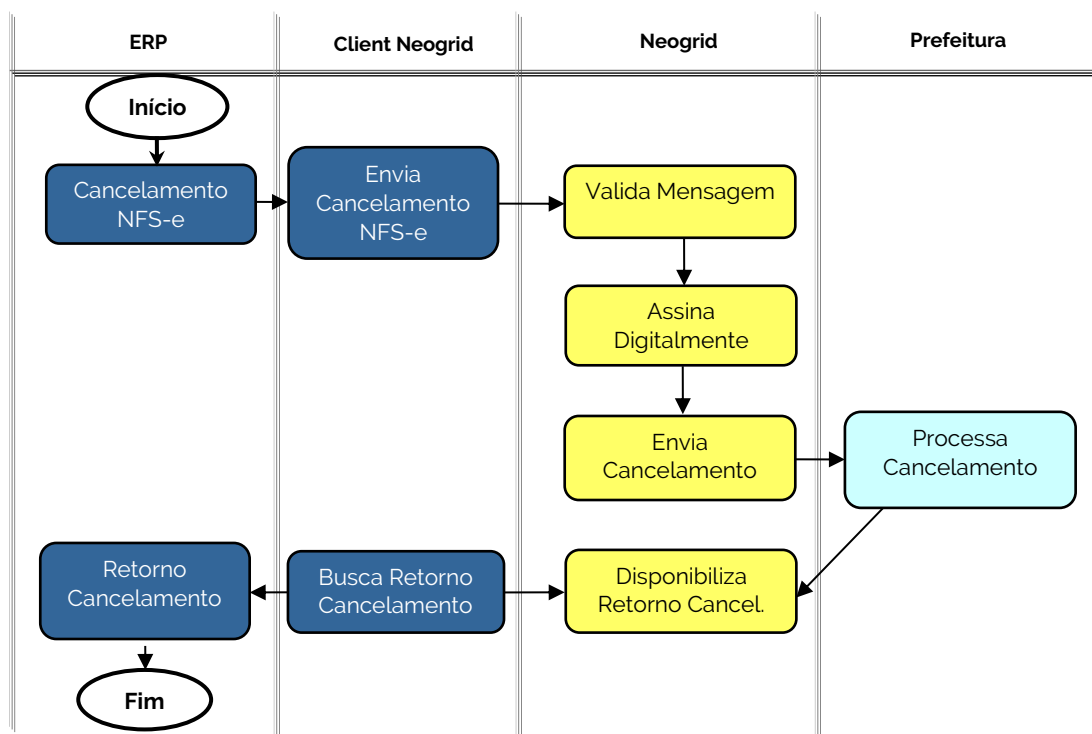 ERP
Client Neogrid
Neogrid
Prefeitura
Início
Cancelamento
NFS-e
Envia
Cancelamento
NFS-e
Valida Mensagem
Assina
Digitalmente
Envia
Cancelamento
Processa
Cancelamento
Retorno
Cancelamento
Busca Retorno
Cancelamento
Disponibiliza
Retorno Cancel.
Fim